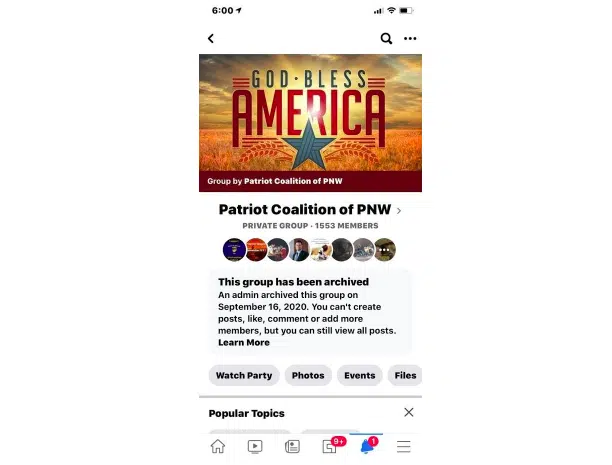 6:00
GOD·BLESS
AMERICA
Group by Patriot Coalition of PNW
Patriot Coalition of PNW
PRIVATE GROUP · 1553 MEMBERS
This group has been archived
An admin archived this group on
September 16, 2020. You can't create
posts, like, comment or add more
members, but you can still view all posts.
Learn More
Watch Party Photos Events Files
Popular Topics
9+ 1